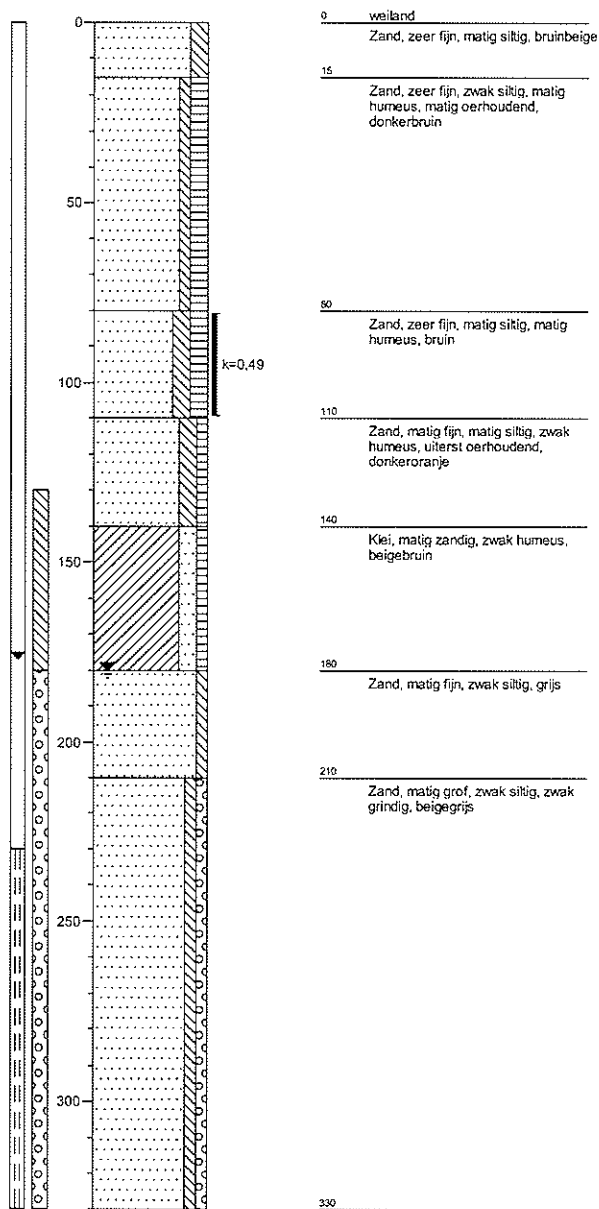 0
50
100
150
200
250
300
k=0,49
0 weiland
Zand, zeer fijn, matig siltig, bruinbeige
15
Zand, zeer fijn, zwak siltig, matig
humeus, matig oerhoudend,
donkerbruin
80
Zand, zeer fijn, matig siltig, matig
humeus, bruin
110
Zand, matig fijn, matig siltig, zwak
humeus, uiterst oerhoudend,
donkeroranje
140
Klei, matig zandig, zwak humeus,
beigebruin
180
Zand, matig fijn, zwak siltig, grijs
210
Zand, matig grof, zwak siltig, zwak
grindig, beigegrijs
330